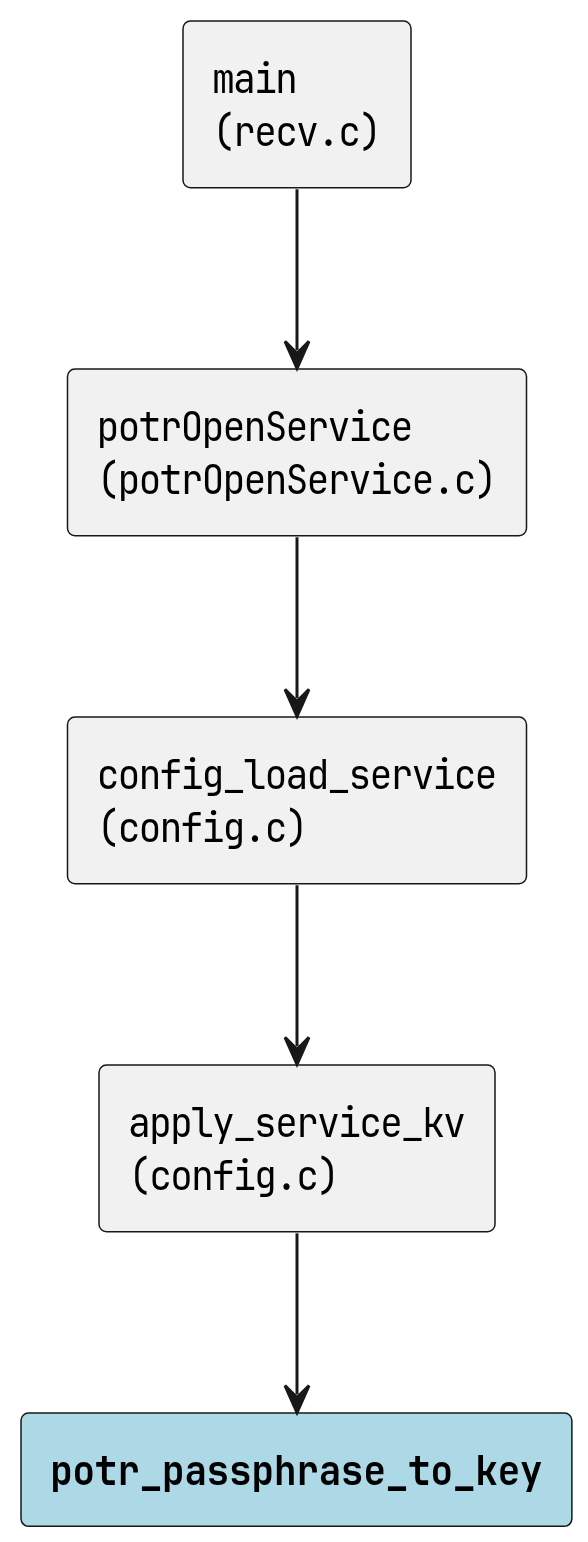 main
(recv.c)
potrOpenService
(potrOpenService.c)
config_load_service
(config.c)
apply_service_kv
(config.c)
potr_passphrase_to_key